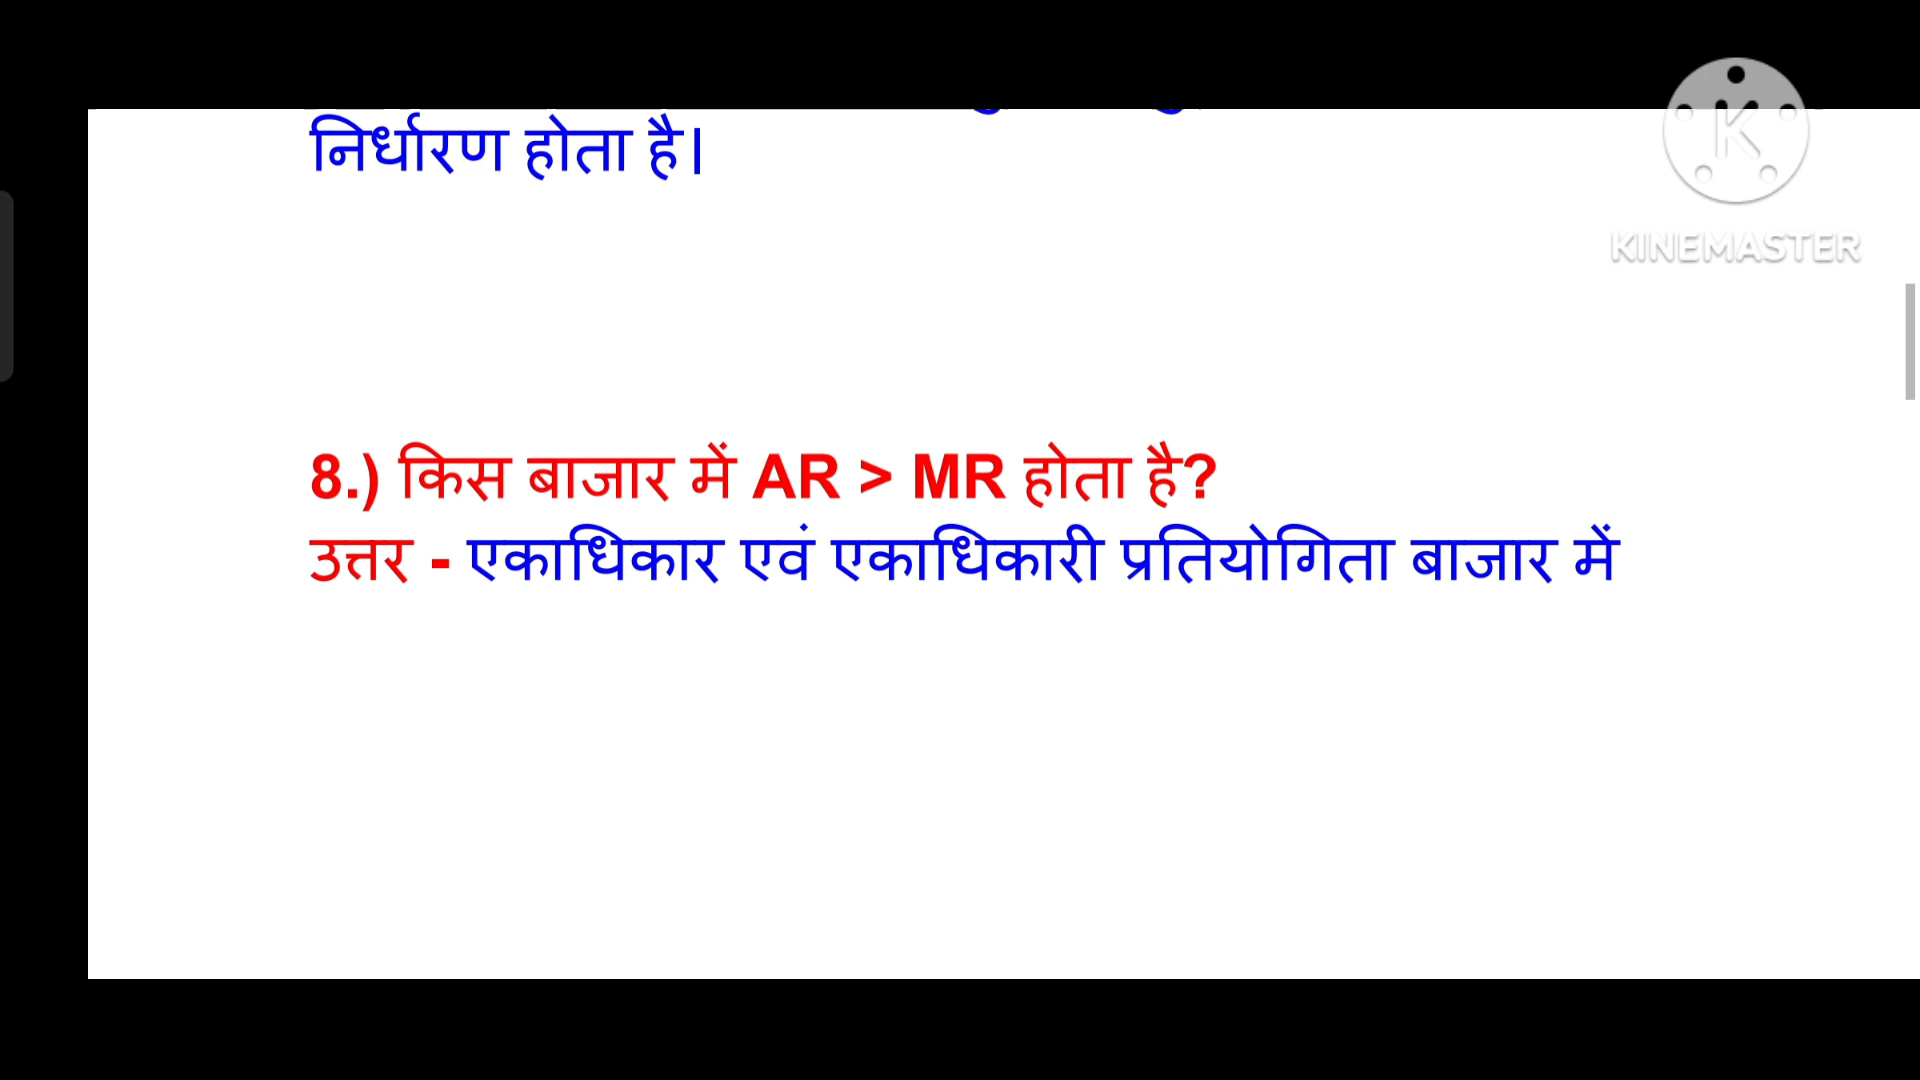 निर्धारण होता है।
K
KINEMASTER
8.) किस बाजार में AR > MR होता है?
उत्तर - एकाधिकार एवं एकाधिकारी प्रतियोगिता बाजार में